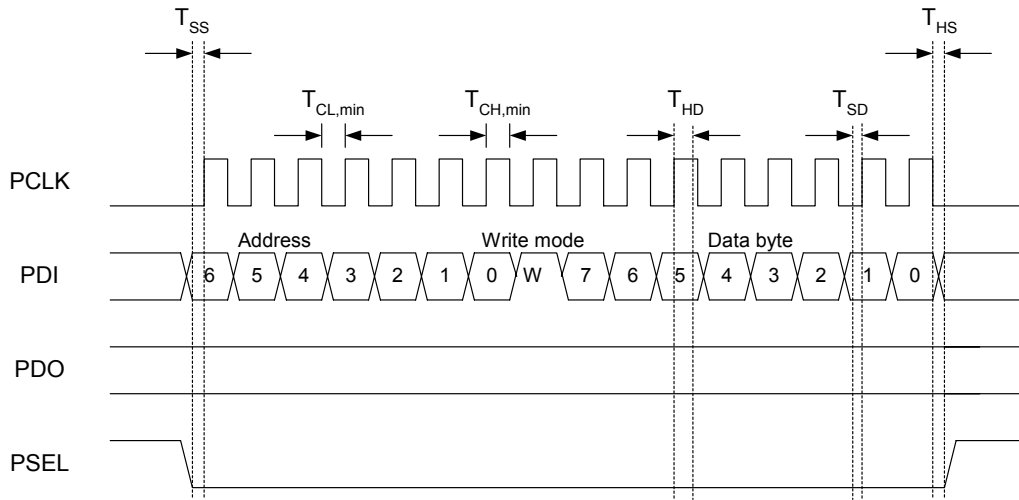 TSS THS
TCL,min TCH,min THD TSD
PCLK
Address Write mode Data byte
PDI 6 5 4 3 2 1 0 W 7 6 5 4 3 2 1 0
PDO
PSEL